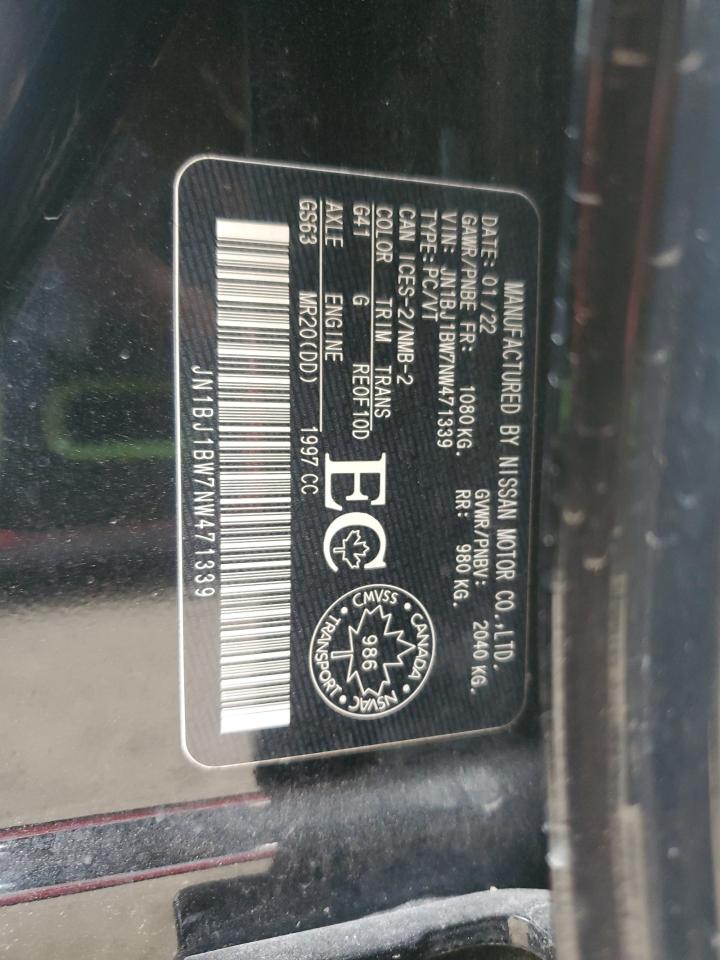 MANUFACTURED BY NISSAN MOTOR CO.,LTD.
DATE: 01/22 GVWR/PNBV: 2040 KG.
GAWR/PNBE FR: 1080 KG. RR: 980 KG.
V.I.N: JN1BJ1BW7NW471339
TYPE: PC/VT
CAN ICES-2/NMB-2
COLOR TRIM TRANS
G41 G RE0F10D
AXLE ENGINE
GS63 MR20(DD) 1997 CC
EC
CANADA
CMVSS
986
NSVAC
TRANSPORT
JN1BJ1BW7NW471339